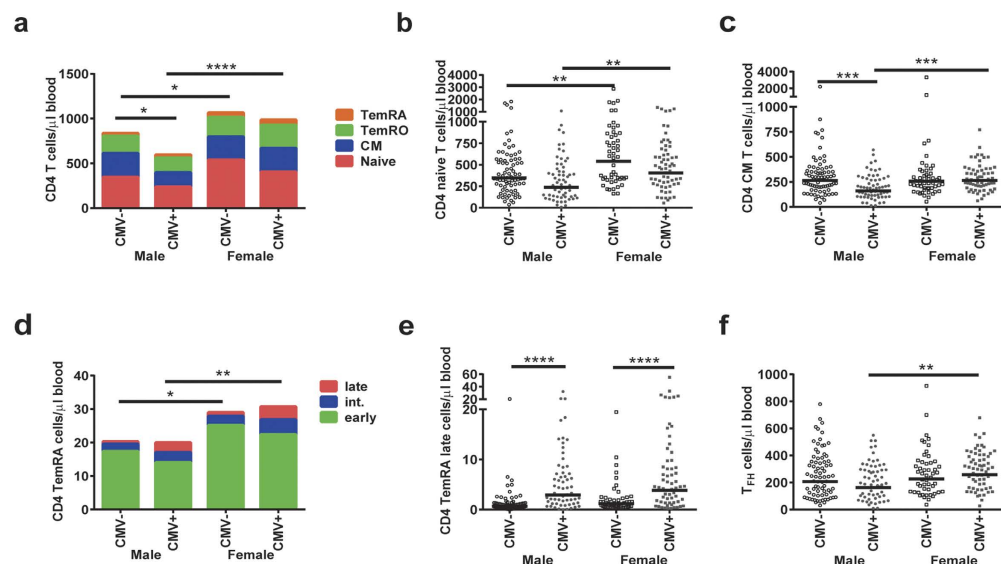 a
CD4 T cells/µl blood
1500
1000
500
0
****
*
*
TemRA
TemRO
CM
Naive
CMV-
CMV+
CMV-
CMV+
Male
Female
b
CD4 naive T cells/µl blood
4000
3000
2000
1000
1000
750
500
250
0
**
**
CMV-
CMV+
CMV-
CMV+
Male
Female
c
CD4 CM T cells/µl blood
4000
2000
1000
750
500
250
0
***
***
CMV-
CMV+
CMV-
CMV+
Male
Female
d
CD4 TemRA cells/µl blood
40
30
20
10
0
**
*
late
int.
early
CMV-
CMV+
CMV-
CMV+
Male
Female
e
CD4 TemRA late cells/µl blood
60
40
20
20
10
0
****
****
CMV-
CMV+
CMV-
CMV+
Male
Female
f
TFH cells/µl blood
1000
800
600
400
200
0
**
CMV-
CMV+
CMV-
CMV+
Male
Female